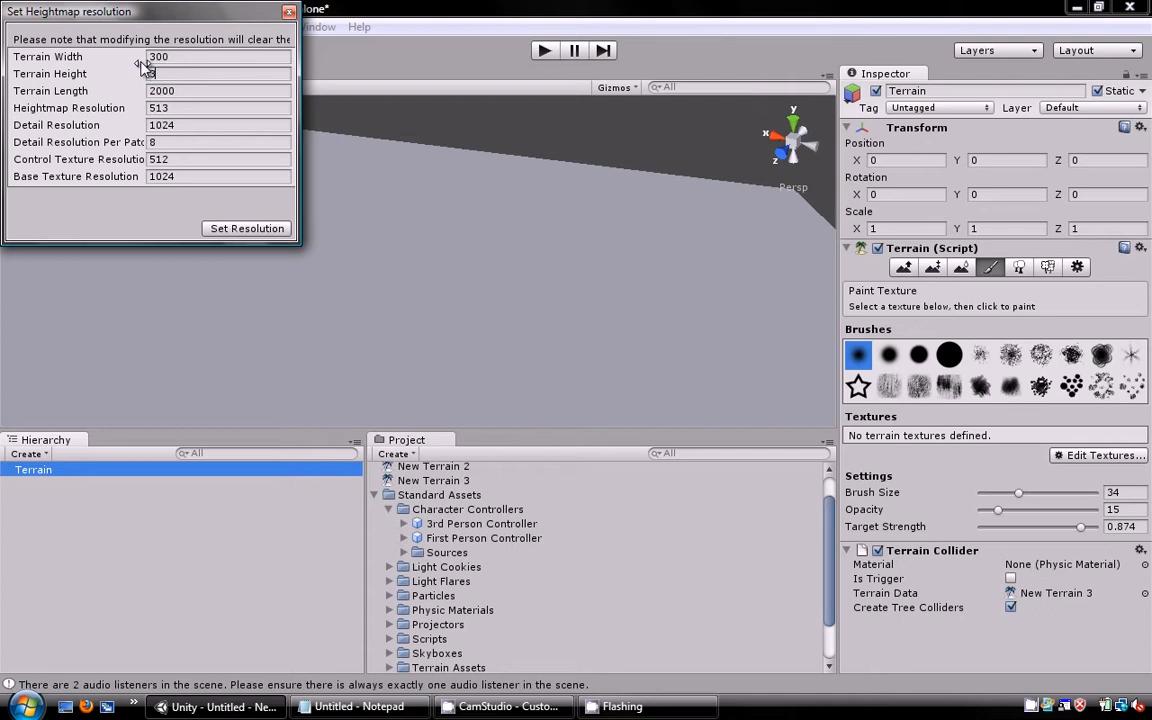 Set Heightmap resolution
lone*
Please note that modifying the resolution will clear the
Terrain Width 300
Terrain Height
Terrain Length 2000
Heightmap Resolution 513
Detail Resolution 1024
Detail Resolution Per Patc 8
Control Texture Resolutio 512
Base Texture Resolution 1024
Set Resolution
Window Help
Layers Layout
Gizmos All
y
x
z
Persp
Inspector
Terrain Static
Tag Untagged Layer Default
Transform
Position
X 0 Y 0 Z 0
Rotation
X 0 Y 0 Z 0
Scale
X 1 Y 1 Z 1
Terrain (Script)
Paint Texture
Select a texture below, then click to paint
Brushes
Textures
No terrain textures defined.
Edit Textures...
Settings
Brush Size 34
Opacity 15
Target Strength 0.874
Terrain Collider
Material None (Physic Material)
Is Trigger
Terrain Data New Terrain 3
Create Tree Colliders
Hierarchy
Create All
Terrain
Project
Create All
New Terrain 2
New Terrain 3
Standard Assets
Character Controllers
3rd Person Controller
First Person Controller
Sources
Light Cookies
Light Flares
Particles
Physic Materials
Projectors
Scripts
Skyboxes
Terrain Assets
There are 2 audio listeners in the scene. Please ensure there is always exactly one audio listener in the scene.
Unity - Untitled - Ne...
Untitled - Notepad
CamStudio - Custo...
Flashing